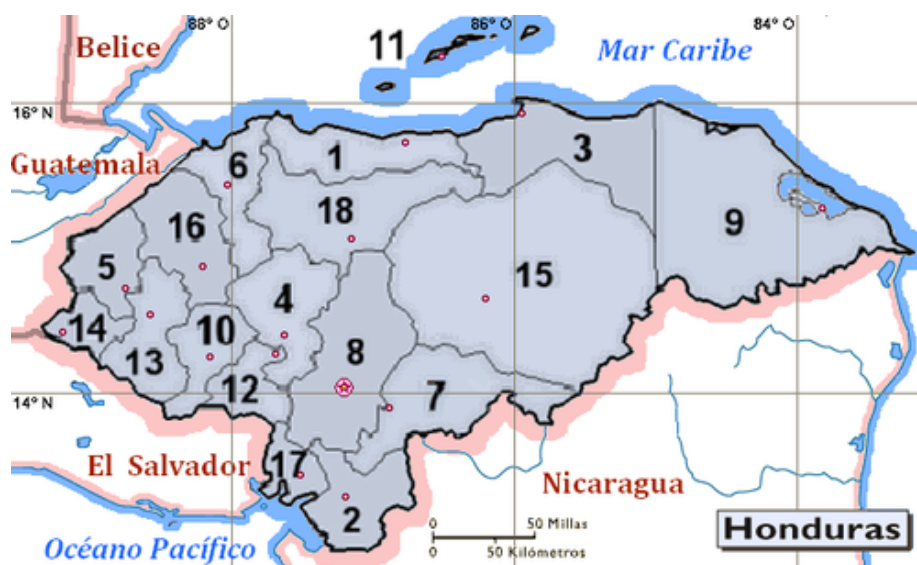 88° O
86° O
84° O
Belice
11
Mar Caribe
16° N
Guatemala
6
1
3
16
18
9
5
4
15
14
10
13
8
12
7
14° N
El Salvador
17
Nicaragua
2
0 50 Millas
0 50 Kilómetros
Océano Pacífico
Honduras